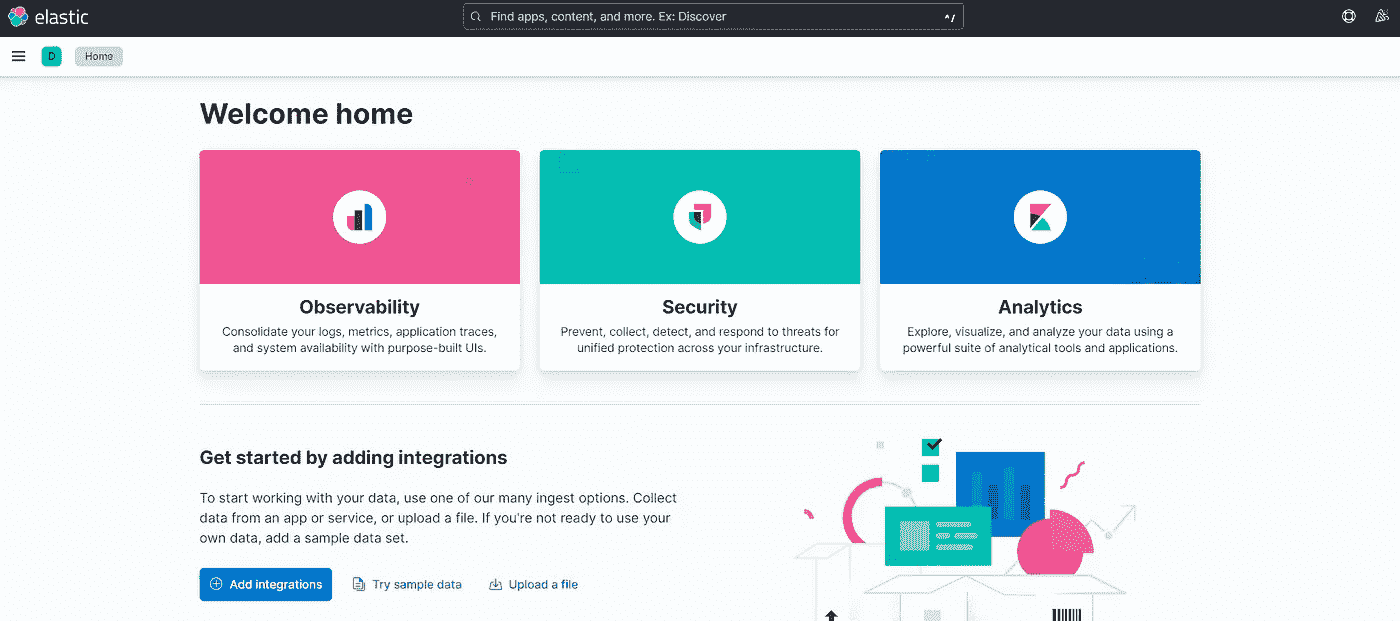 elastic
Find apps, content, and more. Ex: Discover
^/
D
Home
Welcome home
Observability
Consolidate your logs, metrics, application traces,
and system availability with purpose-built UIs.
Security
Prevent, collect, detect, and respond to threats for
unified protection across your infrastructure.
Analytics
Explore, visualize, and analyze your data using a
powerful suite of analytical tools and applications.
Get started by adding integrations
To start working with your data, use one of our many ingest options. Collect
data from an app or service, or upload a file. If you're not ready to use your
own data, add a sample data set.
Add integrations
Try sample data
Upload a file